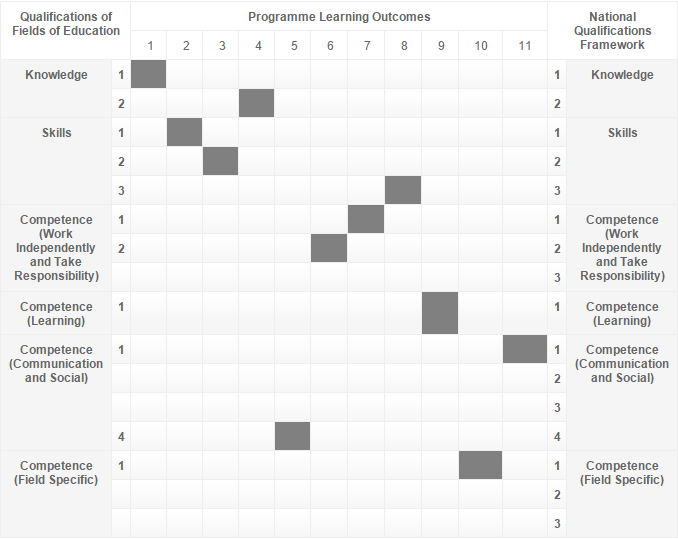 Qualifications of Fields of Education Programme Learning Outcomes National Qualifications Framework
1 2 3 4 5 6 7 8 9 10 11
Knowledge 1 1 Knowledge
2 2
Skills 1 1 Skills
2 2
3 3
Competence (Work Independently and Take Responsibility) 1 1 Competence (Work Independently and Take Responsibility)
2 2
3
Competence (Learning) 1 1 Competence (Learning)
Competence (Communication and Social) 1 1 Competence (Communication and Social)
2
3
4 4
Competence (Field Specific) 1 1 Competence (Field Specific)
2
3